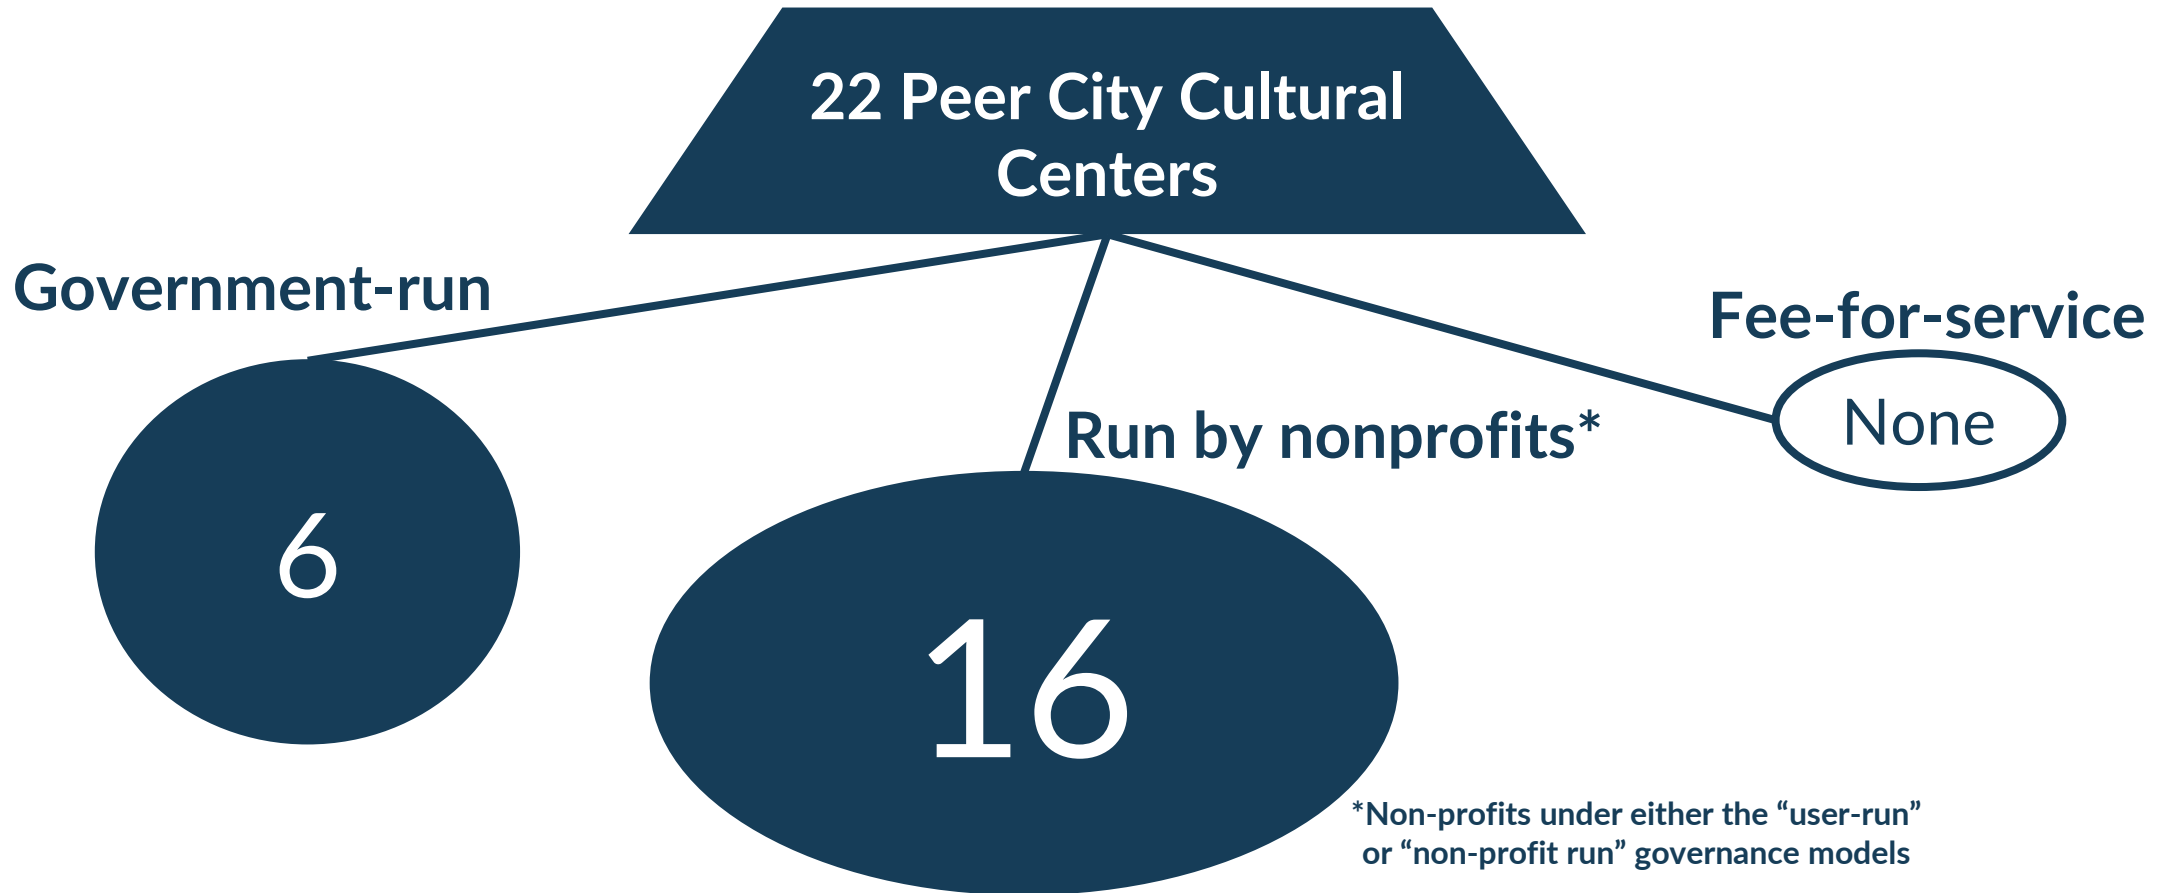 22 Peer City Cultural
Centers
Government-run
Fee-for-service
None
Run by nonprofits*
6
16
*Non-profits under either the “user-run”
or “non-profit run” governance models